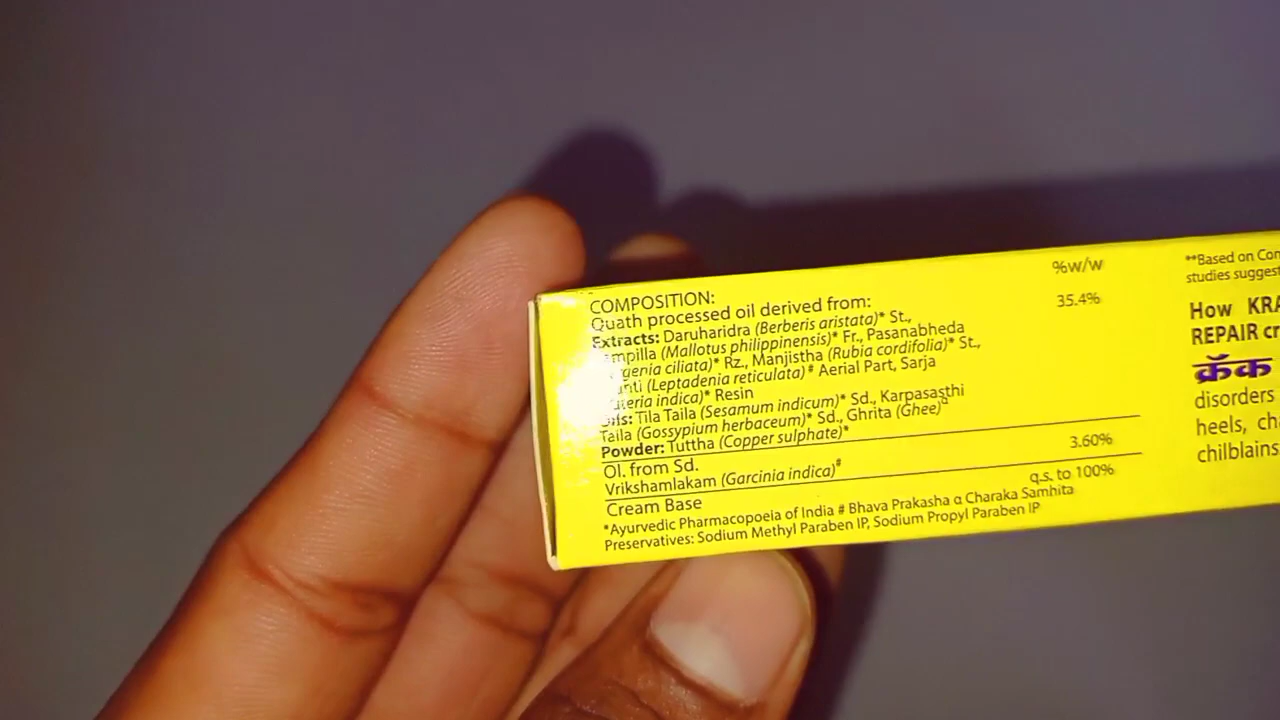 COMPOSITION:
%w/w
Quath processed oil derived from:
35.4%
Extracts: Daruharidra (Berberis aristata)* St.,
(Mallotus philippinensis)* Fr., Pasanabheda
ciliata)* Rz., Manjistha (Rubia cordifolia)* St.,
(Leptadenia reticulata)# Aerial Part, Sarja
indica)* Resin
Tila Taila (Sesamum indicum)* Sd., Karpasasthi
Taila (Gossypium herbaceum)* Sd., Ghrita (Ghee)α
Powder: Tuttha (Copper sulphate)*
Ol. from Sd.
3.60%
Vrikshamlakam (Garcinia indica)#
Cream Base
q.s. to 100%
*Ayurvedic Pharmacopoeia of India # Bhava Prakasha α Charaka Samhita
Preservatives: Sodium Methyl Paraben IP, Sodium Propyl Paraben IP
**Based on
studies
How
REPAIR
क्रॅक
disorders
heels,
chilblains